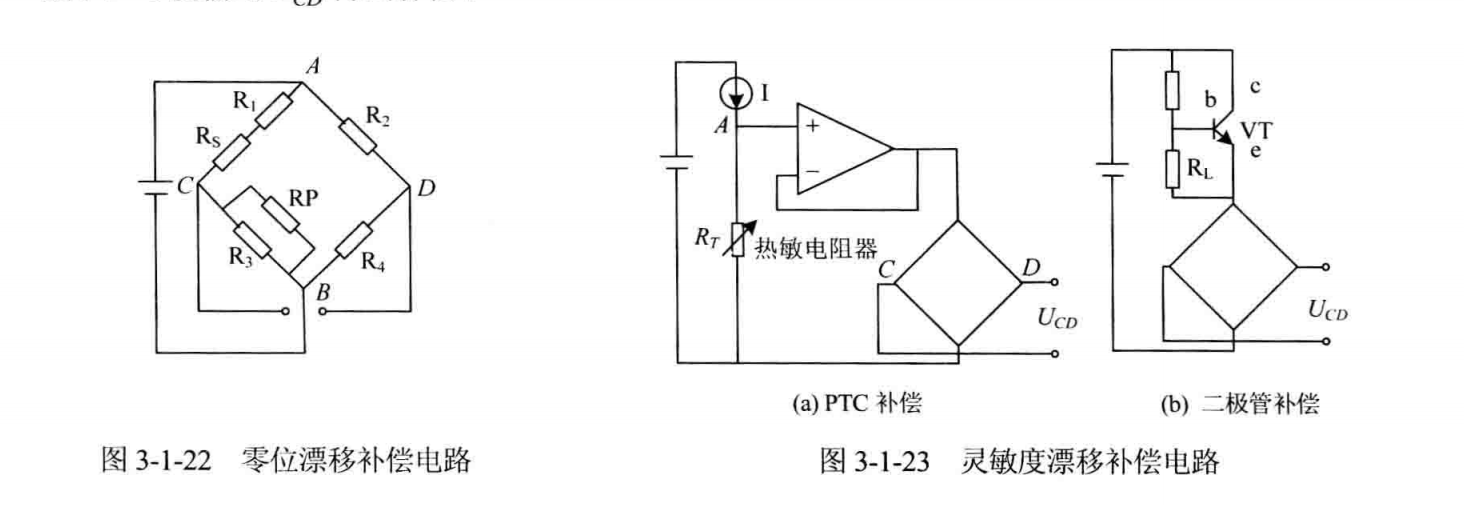 CD
A
R1
R2
RS
C
RP
D
R3
R4
B
I
A
+
−
RT
热敏电阻器
C
D
UCD
b
c
VT
e
RL
UCD
(a) PTC 补偿
(b) 二极管补偿
图 3-1-22 零位漂移补偿电路
图 3-1-23 灵敏度漂移补偿电路